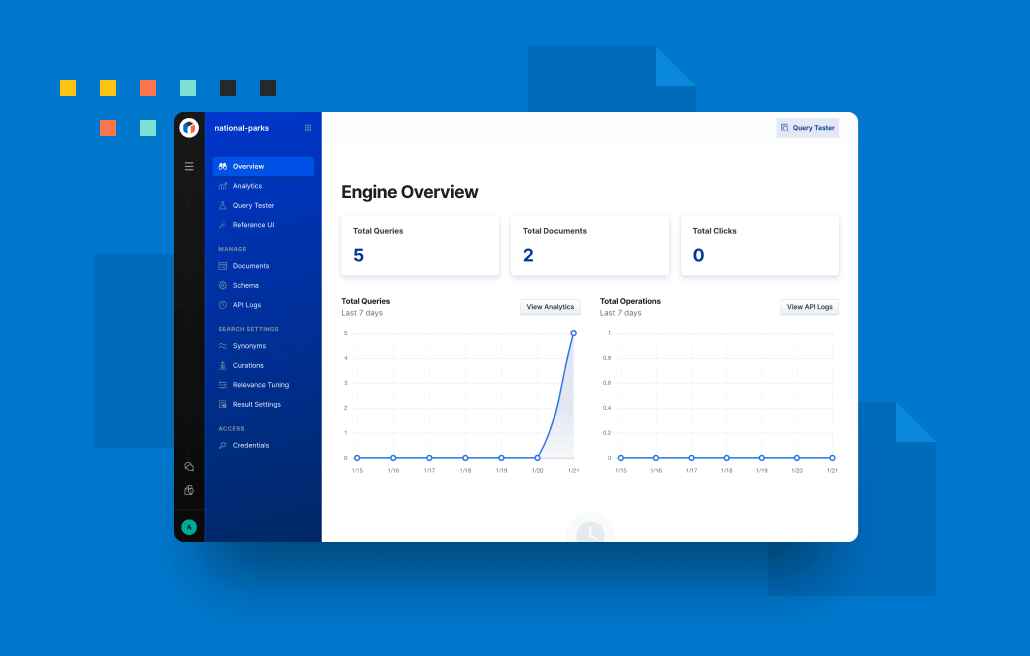 national-parks
Query Tester
Overview
Analytics
Query Tester
Reference UI
MANAGE
Documents
Schema
API Logs
SEARCH SETTINGS
Synonyms
Curations
Relevance Tuning
Result Settings
ACCESS
Credentials
A
Engine Overview
Total Queries
5
Total Documents
2
Total Clicks
0
Total Queries
Last 7 days
View Analytics
5
4
3
2
1
0
1/15 1/16 1/17 1/18 1/19 1/20 1/21
Total Operations
Last 7 days
View API Logs
1
0.8
0.6
0.4
0.2
0
1/15 1/16 1/17 1/18 1/19 1/20 1/21